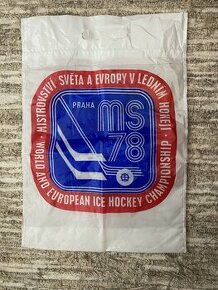 MISTROVSTVÍ SVĚTA A EVROPY V LEDNÍM HOKEJI
PRAHA
MS
78
WORLD AND EUROPEAN ICE HOCKEY CHAMPIONSHIP